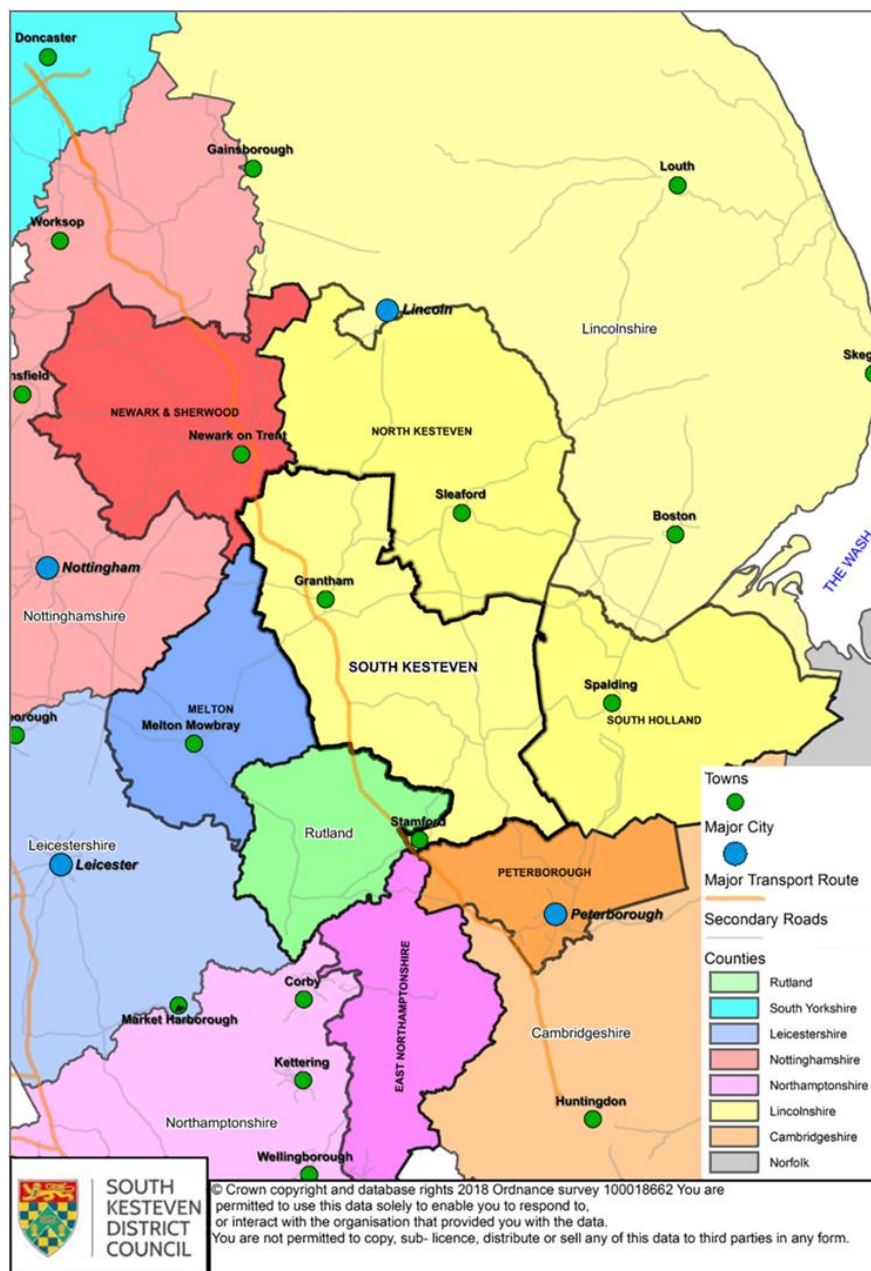 Doncaster
Gainsborough
Louth
Worksop
Lincoln
Lincolnshire
Skeg
nsfield
NEWARK & SHERWOOD
Newark on Trent
NORTH KESTEVEN
Sleaford
Boston
THE WASH
Nottingham
Grantham
Nottinghamshire
SOUTH KESTEVEN
Spalding
MELTON
Melton Mowbray
SOUTH HOLLAND
borough
Rutland
Stamford
Leicestershire
Leicester
PETERBOROUGH
Peterborough
EAST NORTHAMPTONSHIRE
Corby
Market Harborough
Cambridgeshire
Kettering
Northamptonshire
Huntingdon
Wellingborough
Towns
Major City
Major Transport Route
Secondary Roads
Counties
Rutland
South Yorkshire
Leicestershire
Nottinghamshire
Northamptonshire
Lincolnshire
Cambridgeshire
Norfolk
SOUTH
KESTEVEN
DISTRICT
COUNCIL
© Crown copyright and database rights 2018 Ordnance survey 100018662 You are
permitted to use this data solely to enable you to respond to,
or interact with the organisation that provided you with the data.
You are not permitted to copy, sub- licence, distribute or sell any of this data to third parties in any form.